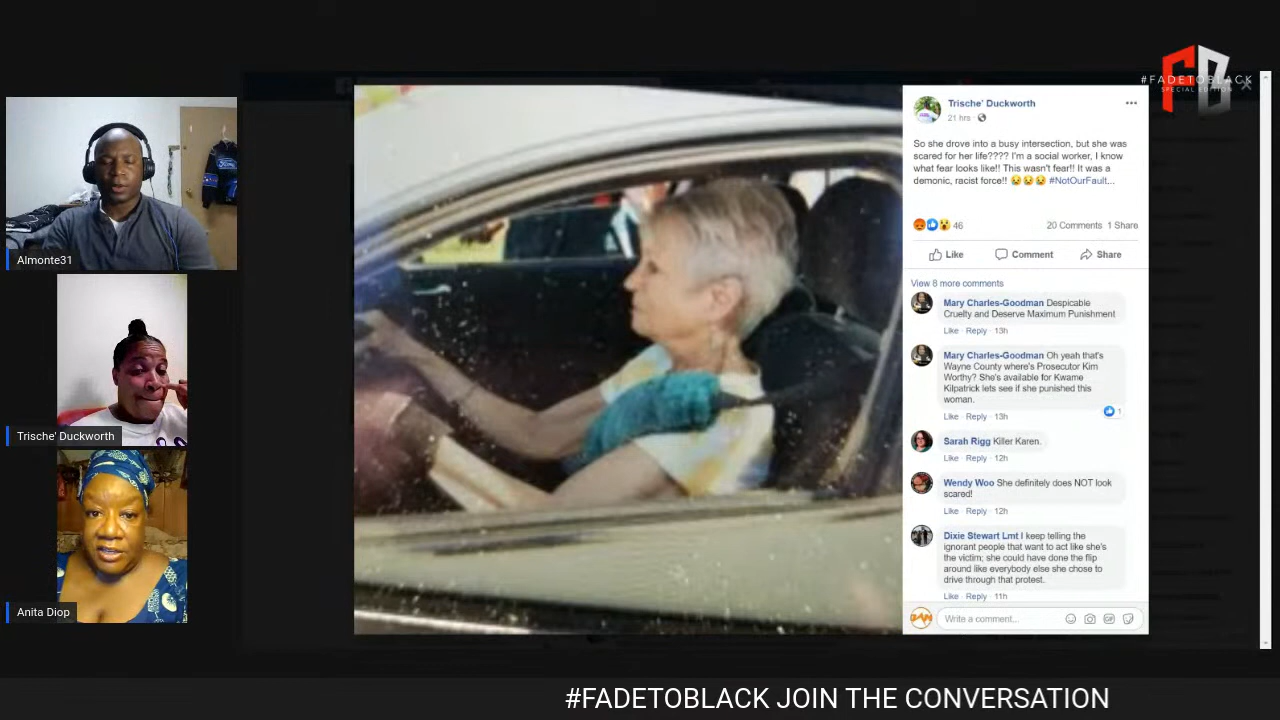 #FADETOBLACK
SPECIAL EDITION
Almonte31
Trische' Duckworth
Anita Diop
Trische' Duckworth
21 hrs ·
So she drove into a busy intersection, but she was
scared for her life???? I'm a social worker, I know
what fear looks like!! This wasn't fear!! It was a
demonic, racist force!! 😥😥😥 #NotOurFault...
46
20 Comments 1 Share
Like Comment Share
View 8 more comments
Mary Charles-Goodman Despicable
Cruelty and Deserve Maximum Punishment
Like · Reply · 13h
Mary Charles-Goodman Oh yeah that's
Wayne County where's Prosecutor Kim
Worthy? She's available for Kwame
Kilpatrick lets see if she punished this
woman.
1
Like · Reply · 13h
Sarah Rigg Killer Karen.
Like · Reply · 12h
Wendy Woo She definitely does NOT look
scared!
Like · Reply · 12h
Dixie Stewart Lmt I keep telling the
ignorant people that want to act like she's
the victim; she could have done the flip
around like everybody else she chose to
drive through that protest.
Like · Reply · 11h
Write a comment...
GIF
#FADETOBLACK JOIN THE CONVERSATION